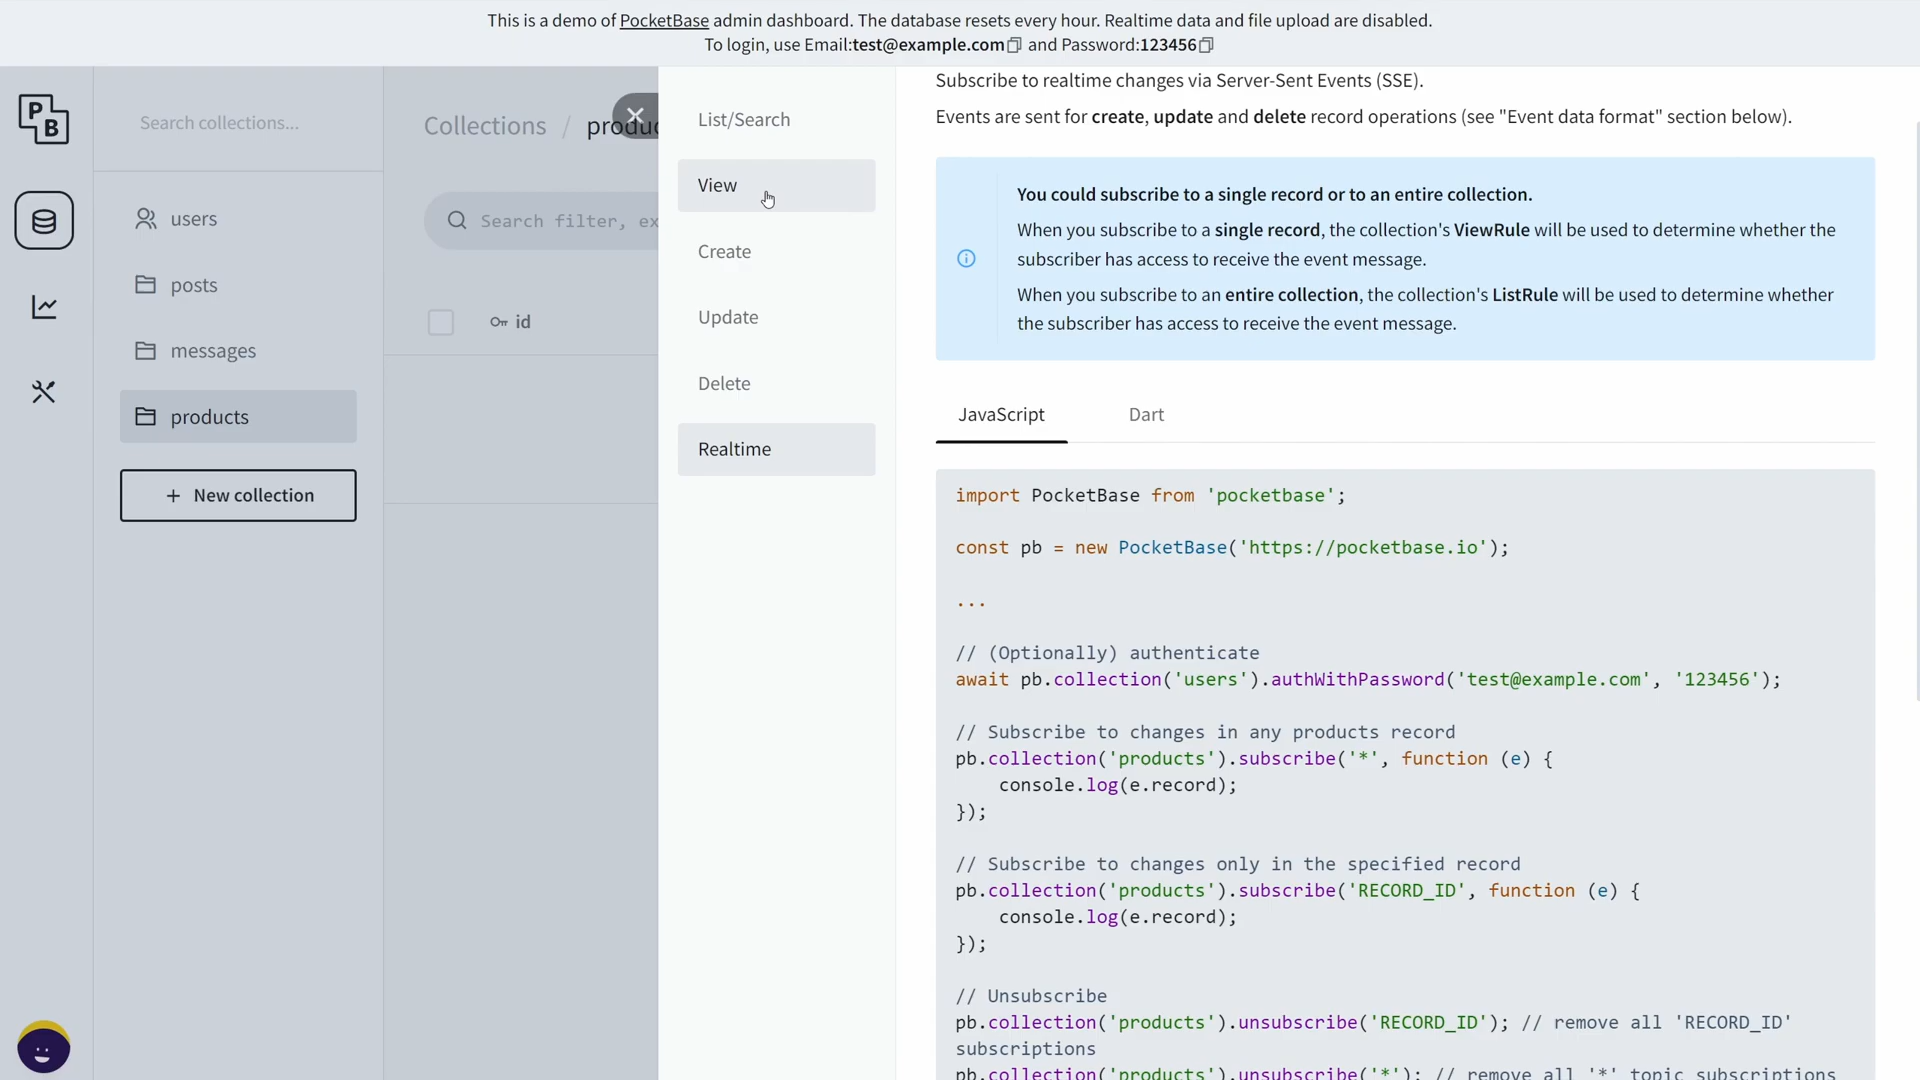 This is a demo of PocketBase admin dashboard. The database resets every hour. Realtime data and file upload are disabled.
To login, use Email:test@example.com and Password:123456
P
B
Search collections...
users
posts
messages
products
+ New collection
Collections / produc
Search filter, ex
id
List/Search
View
Create
Update
Delete
Realtime
Subscribe to realtime changes via Server-Sent Events (SSE).
Events are sent for create, update and delete record operations (see "Event data format" section below).
You could subscribe to a single record or to an entire collection.
When you subscribe to a single record, the collection's ViewRule will be used to determine whether the
subscriber has access to receive the event message.
When you subscribe to an entire collection, the collection's ListRule will be used to determine whether
the subscriber has access to receive the event message.
JavaScript Dart
import PocketBase from 'pocketbase';
const pb = new PocketBase('https://pocketbase.io');
...
// (Optionally) authenticate
await pb.collection('users').authWithPassword('test@example.com', '123456');
// Subscribe to changes in any products record
pb.collection('products').subscribe('*', function (e) {
    console.log(e.record);
});
// Subscribe to changes only in the specified record
pb.collection('products').subscribe('RECORD_ID', function (e) {
    console.log(e.record);
});
// Unsubscribe
pb.collection('products').unsubscribe('RECORD_ID'); // remove all 'RECORD_ID'
subscriptions
pb.collection('products').unsubscribe('*'); // remove all '*' topic subscriptions